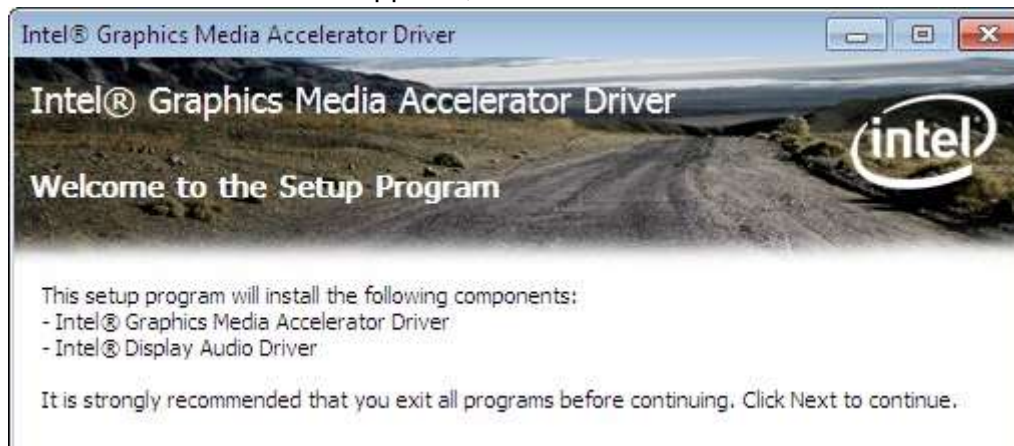 Intel® Graphics Media Accelerator Driver
Intel® Graphics Media Accelerator Driver
intel
Welcome to the Setup Program
This setup program will install the following components:
- Intel® Graphics Media Accelerator Driver
- Intel® Display Audio Driver
It is strongly recommended that you exit all programs before continuing. Click Next to continue.